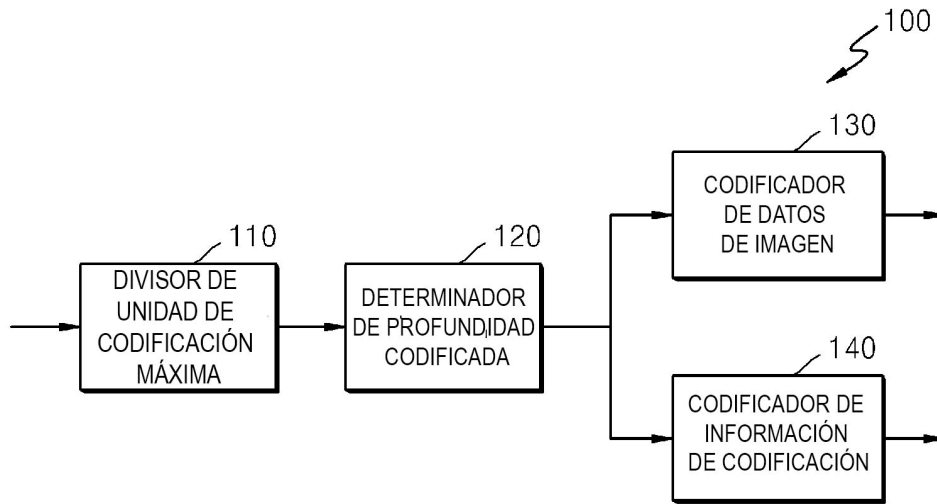 100
130
CODIFICADOR
DE DATOS
DE IMAGEN
110
DIVISOR DE
UNIDAD DE
CODIFICACIÓN
MÁXIMA
120
DETERMINADOR
DE PROFUNDIDAD
CODIFICADA
140
CODIFICADOR DE
INFORMACIÓN
DE CODIFICACIÓN